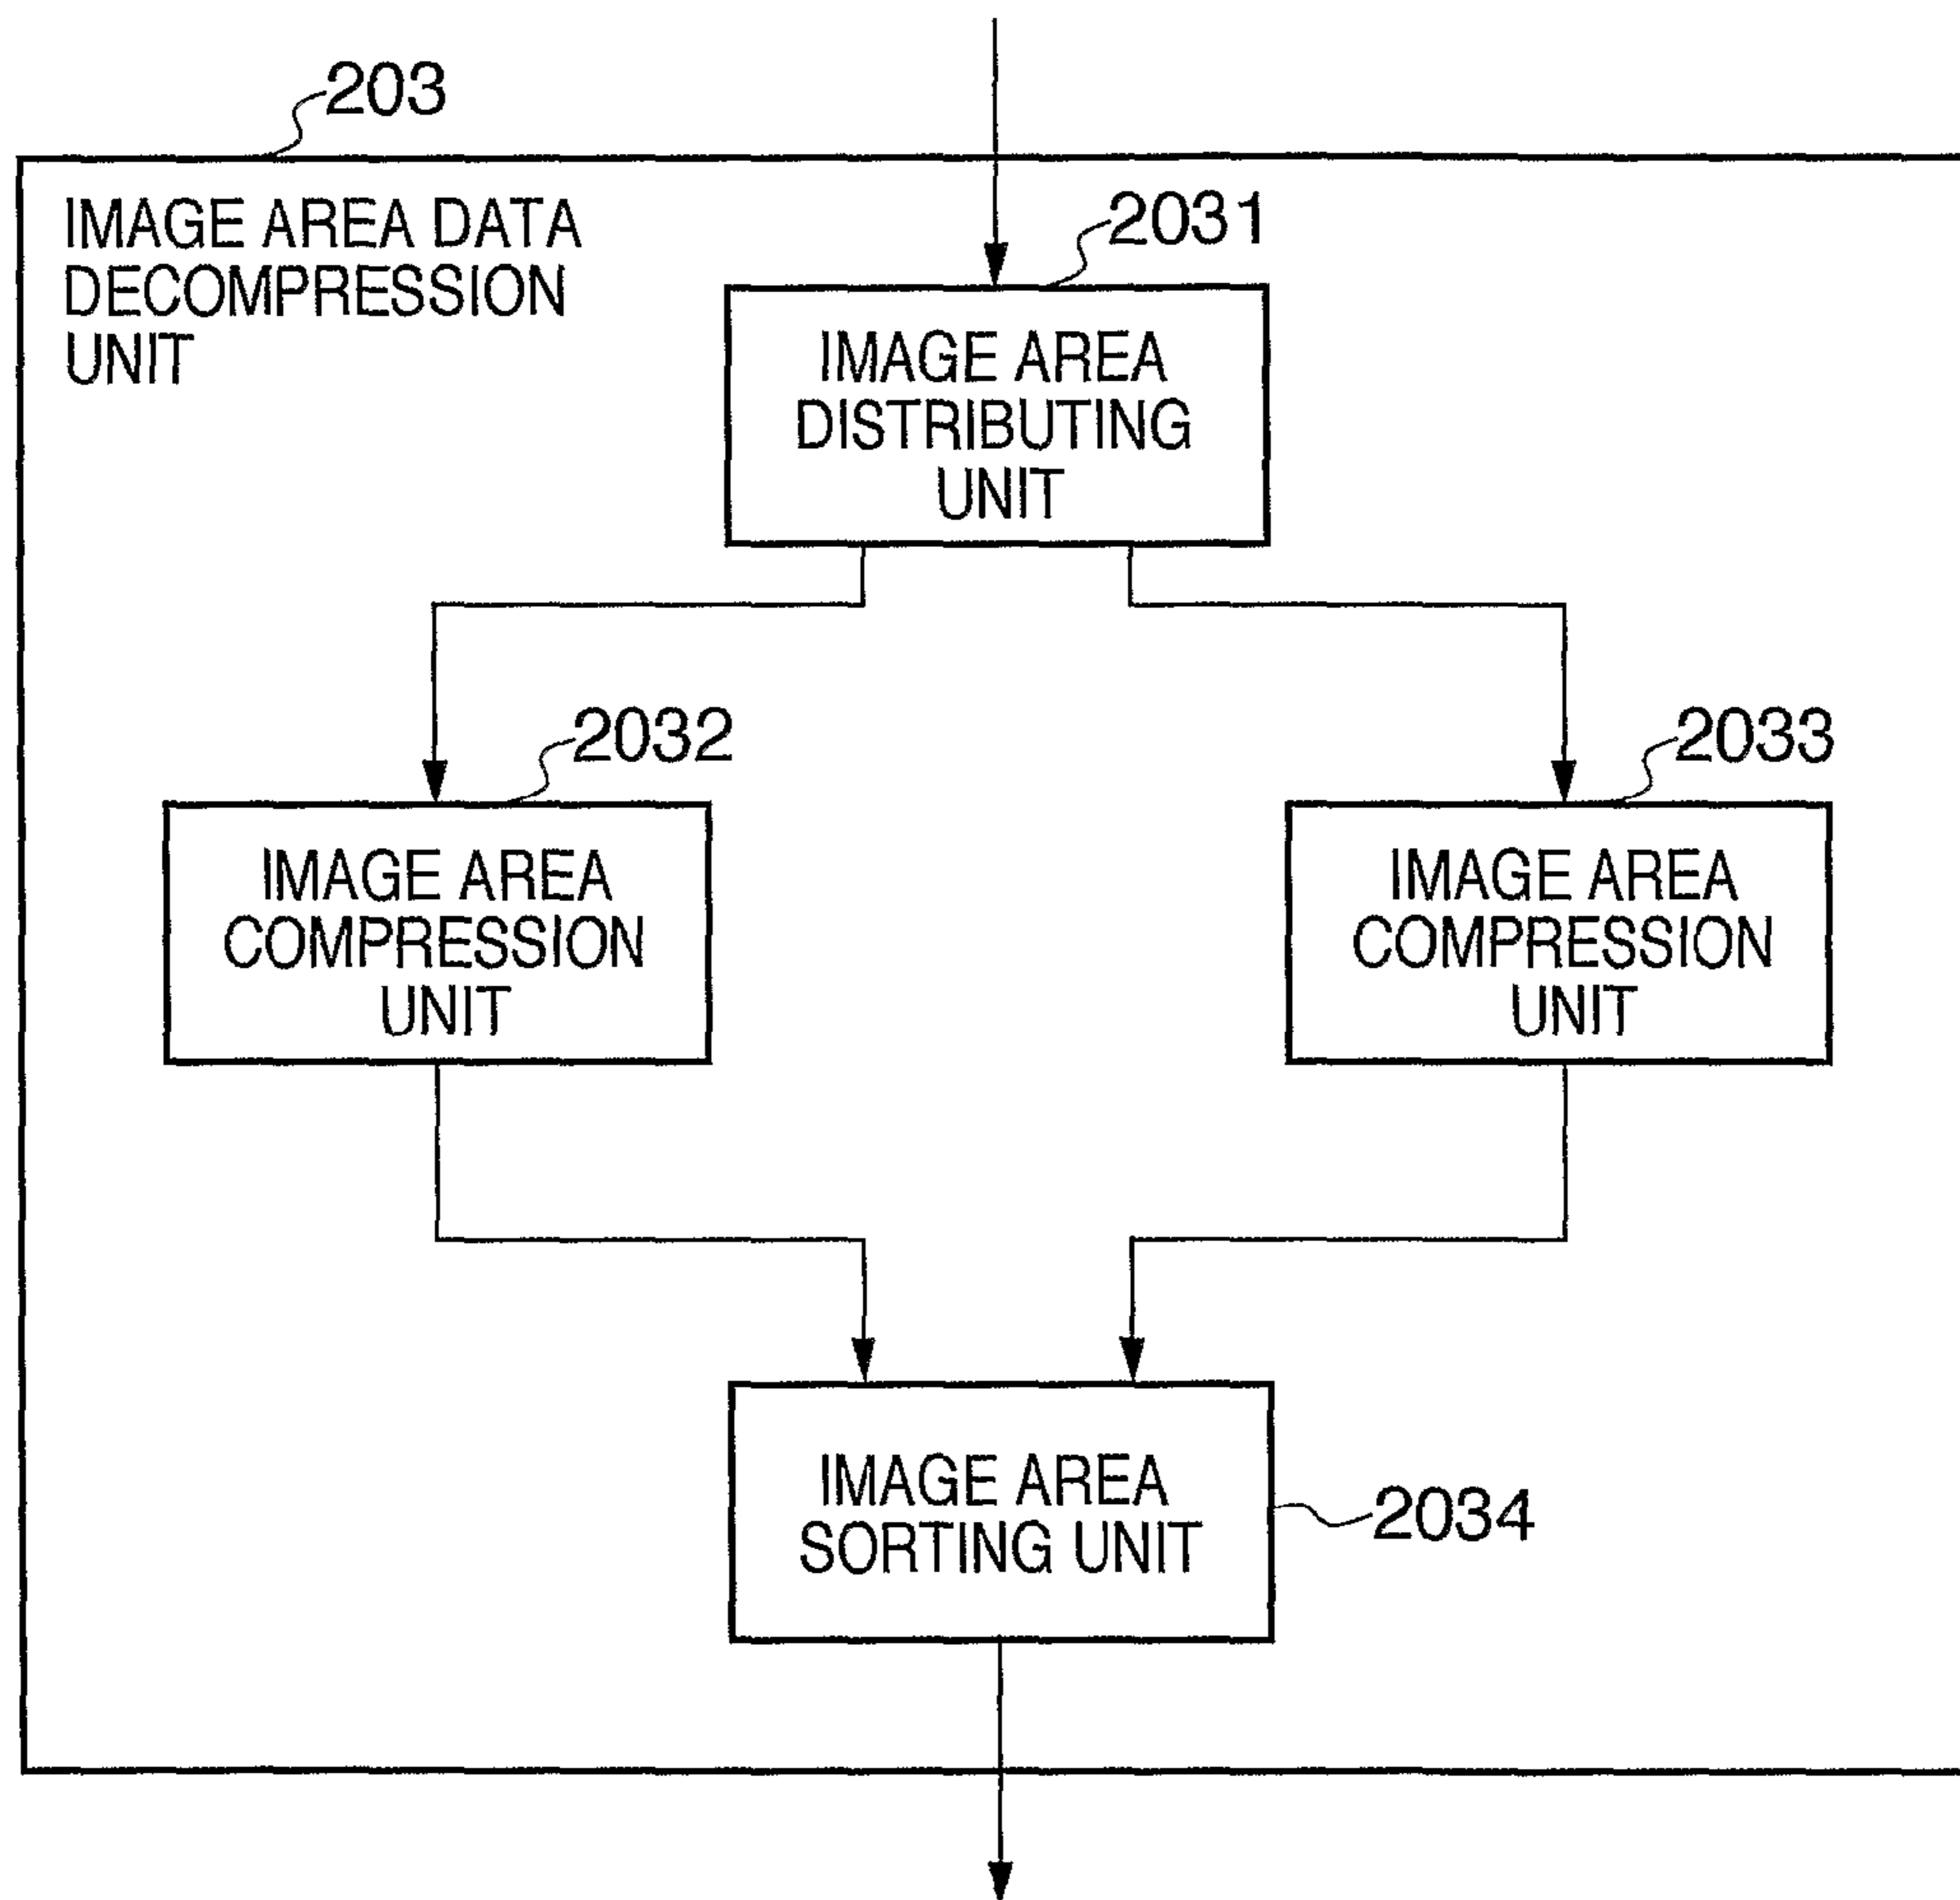 203
IMAGE AREA DATA
DECOMPRESSION
UNIT
2031
IMAGE AREA
DISTRIBUTING
UNIT
2032
IMAGE AREA
COMPRESSION
UNIT
2033
IMAGE AREA
COMPRESSION
UNIT
IMAGE AREA
SORTING UNIT
2034